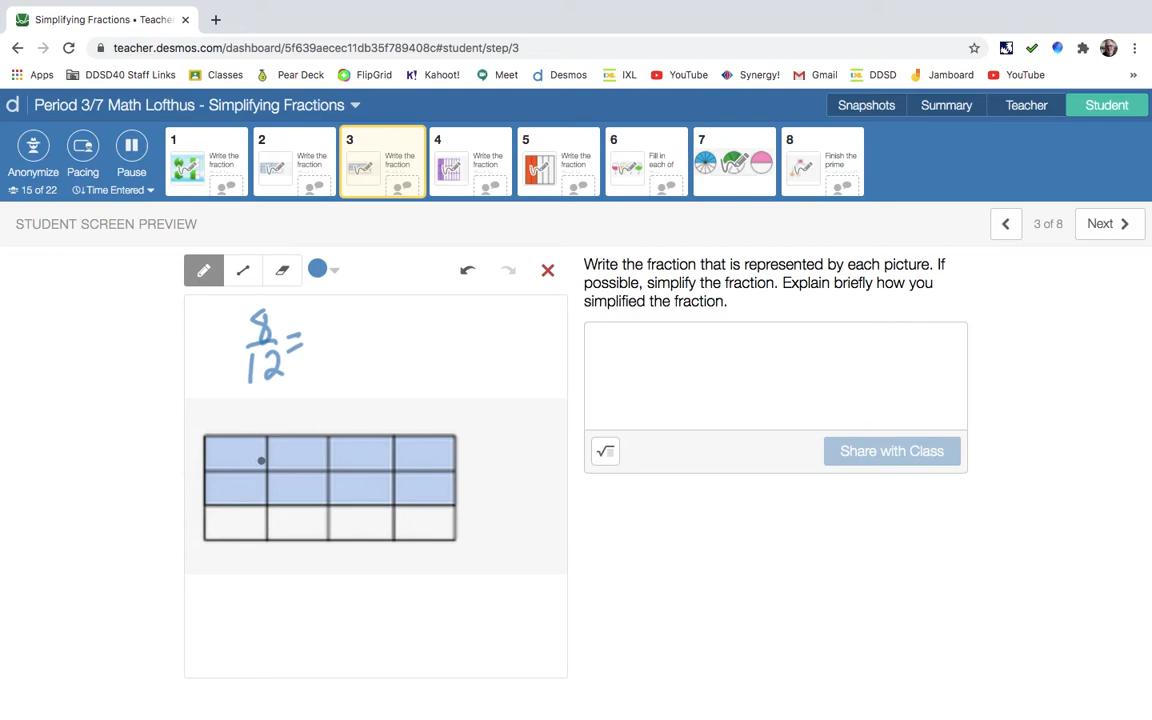 Simplifying Fractions • Teacher
teacher.desmos.com/dashboard/5f639aecec11db35f789408c#student/step/3
Apps DDSD40 Staff Links Classes Pear Deck FlipGrid K! Kahoot! Meet d Desmos IXL YouTube Synergy! Gmail DDSD Jamboard YouTube »
d Period 3/7 Math Lofthus - Simplifying Fractions Snapshots Summary Teacher Student
Anonymize Pacing Pause
15 of 22 Time Entered
1 Write the fraction
2 Write the fraction
3 Write the fraction
4 Write the fraction
5 Write the fraction
6 Fill in each of
7
8 Finish the prime
STUDENT SCREEN PREVIEW 3 of 8 Next
8
12 =
Write the fraction that is represented by each picture. If
possible, simplify the fraction. Explain briefly how you
simplified the fraction.
Share with Class